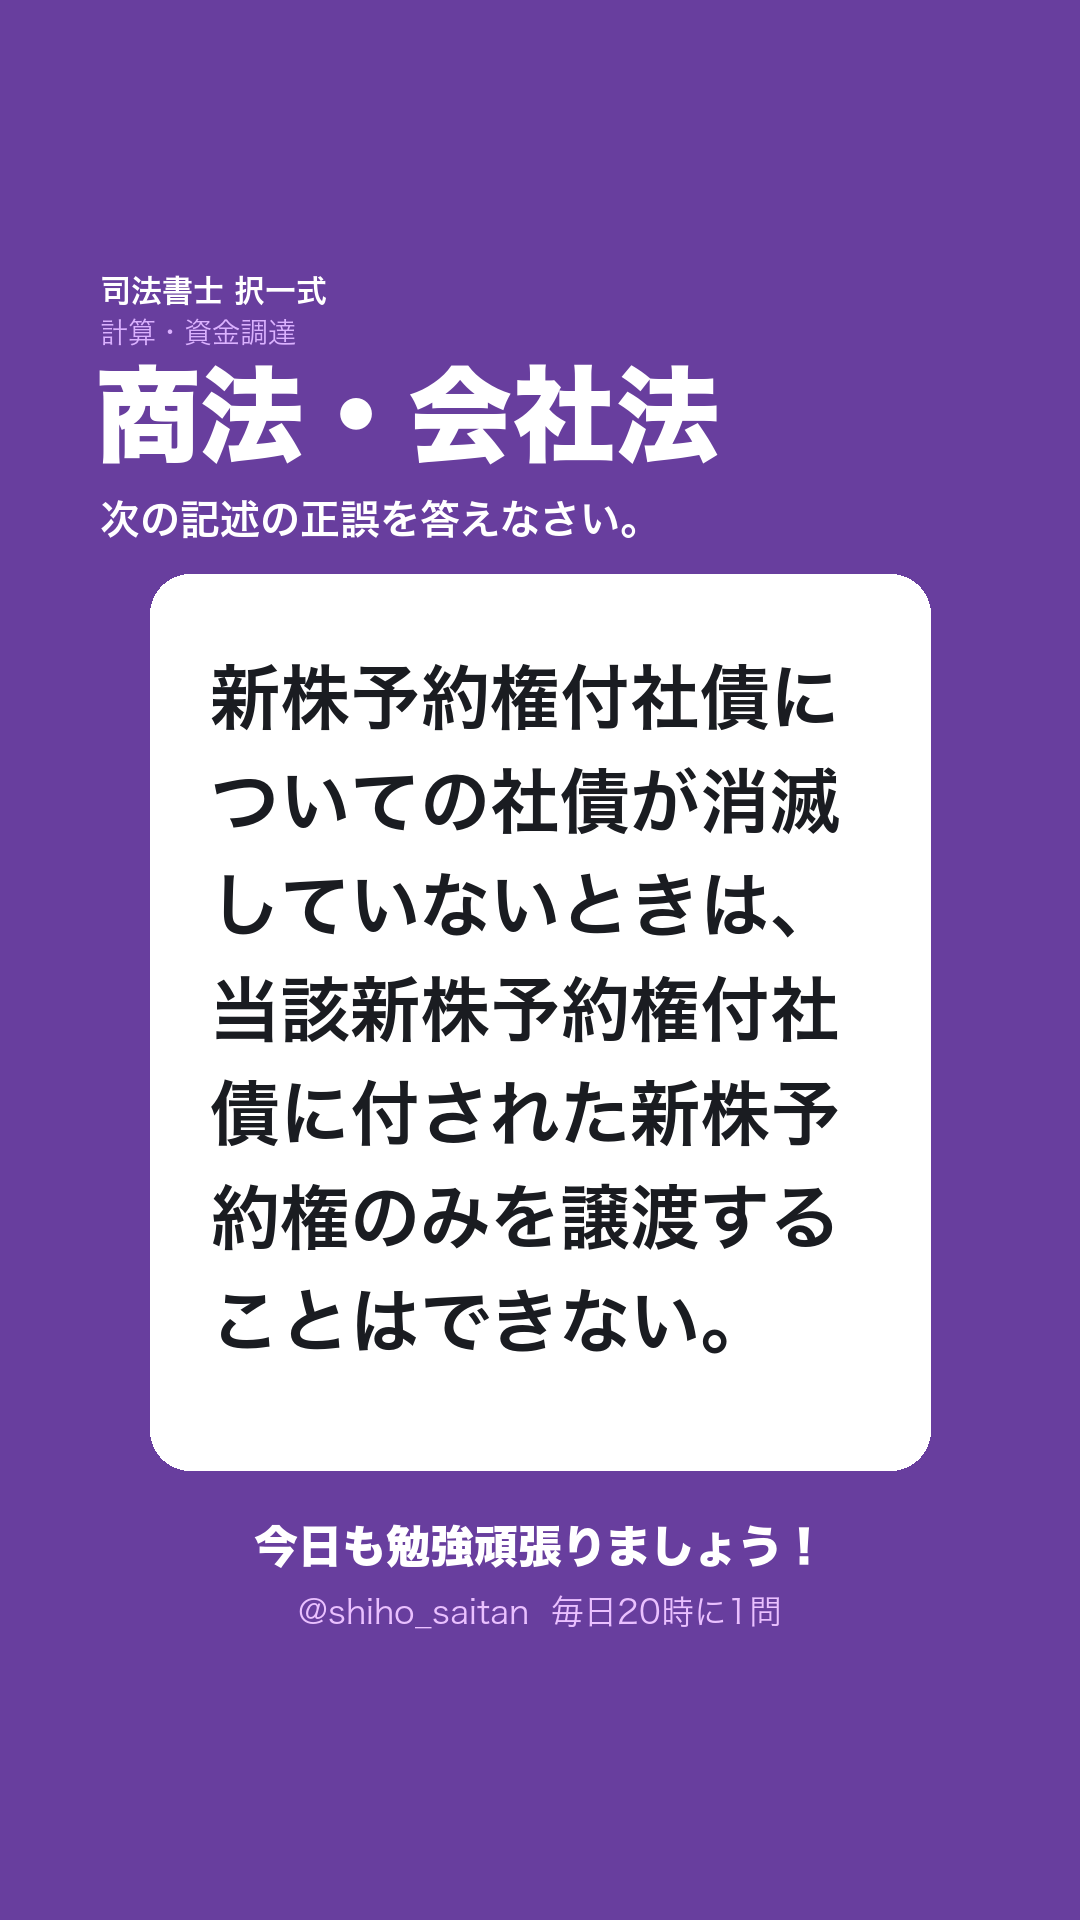 司法書士 択一式
計算・資金調達
商法・会社法
次の記述の正誤を答えなさい。
新株予約権付社債に
ついての社債が消滅
していないときは、
当該新株予約権付社
債に付された新株予
約権のみを譲渡する
ことはできない。
今日も勉強頑張りましょう！
@shiho_saitan 毎日20時に1問